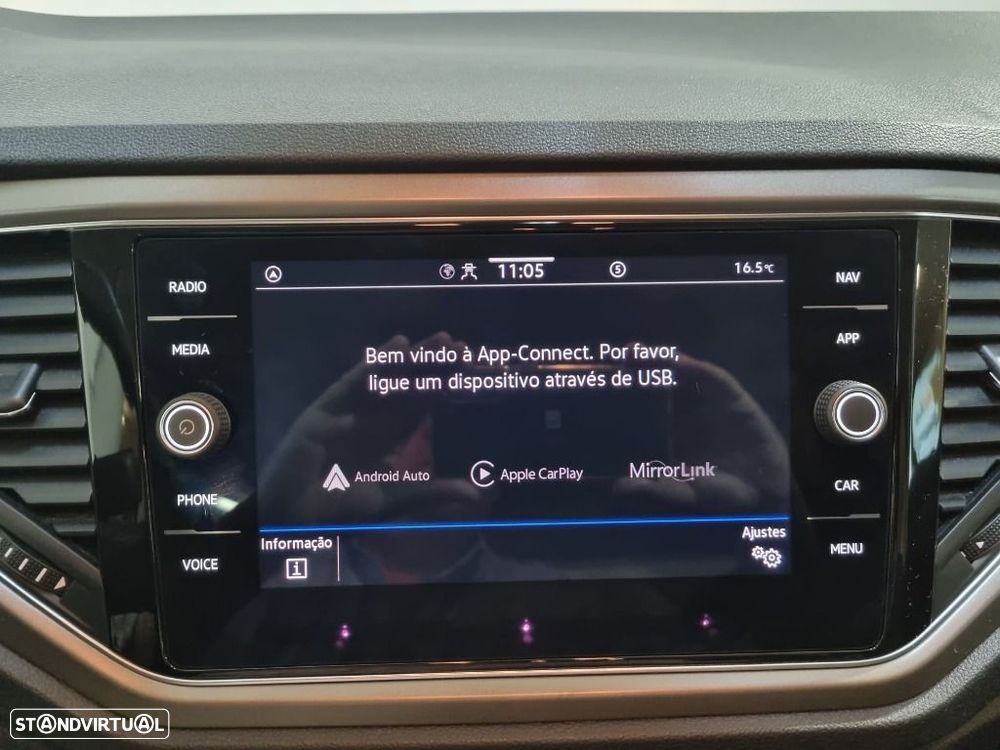 11:05
5
16.5°C
RADIO
MEDIA
PHONE
VOICE
Bem vindo à App-Connect. Por favor,
ligue um dispositivo através de USB.
Android Auto
Apple CarPlay
MirrorLink
Informação
i
Ajustes
NAV
APP
CAR
MENU
STANDVIRTUAL